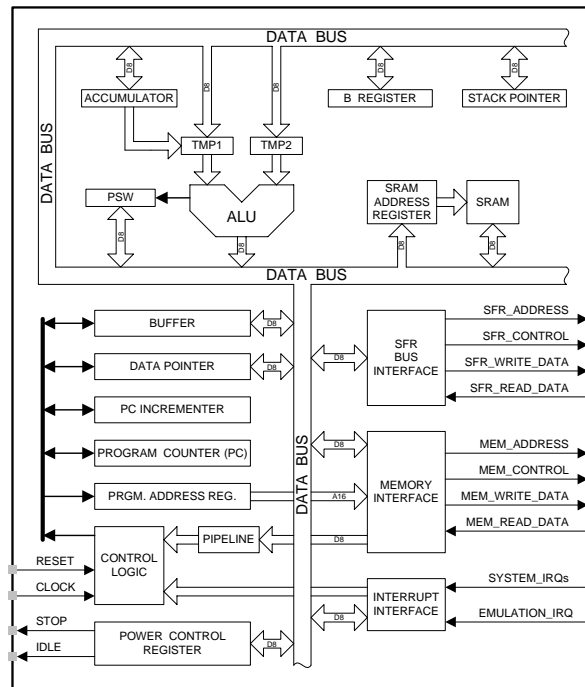 DATA BUS
D8
D8
D8
D8
D8
ACCUMULATOR
B REGISTER
STACK POINTER
DATA BUS
TMP1
TMP2
PSW
ALU
SRAM
ADDRESS
REGISTER
SRAM
D8
D8
D8
D8
DATA BUS
BUFFER
D8
DATA POINTER
D8
PC INCREMENTER
PROGRAM COUNTER (PC)
PRGM. ADDRESS REG.
A16
PIPELINE
D8
CONTROL
LOGIC
POWER CONTROL
REGISTER
D8
DATA BUS
D8
SFR
BUS
INTERFACE
SFR_ADDRESS
SFR_CONTROL
SFR_WRITE_DATA
SFR_READ_DATA
D8
MEMORY
INTERFACE
MEM_ADDRESS
MEM_CONTROL
MEM_WRITE_DATA
MEM_READ_DATA
INTERRUPT
INTERFACE
D8
SYSTEM_IRQs
EMULATION_IRQ
RESET
CLOCK
STOP
IDLE